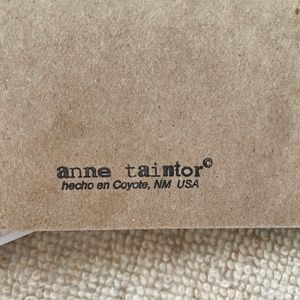 anne taintor©
hecho en Coyote, NM USA